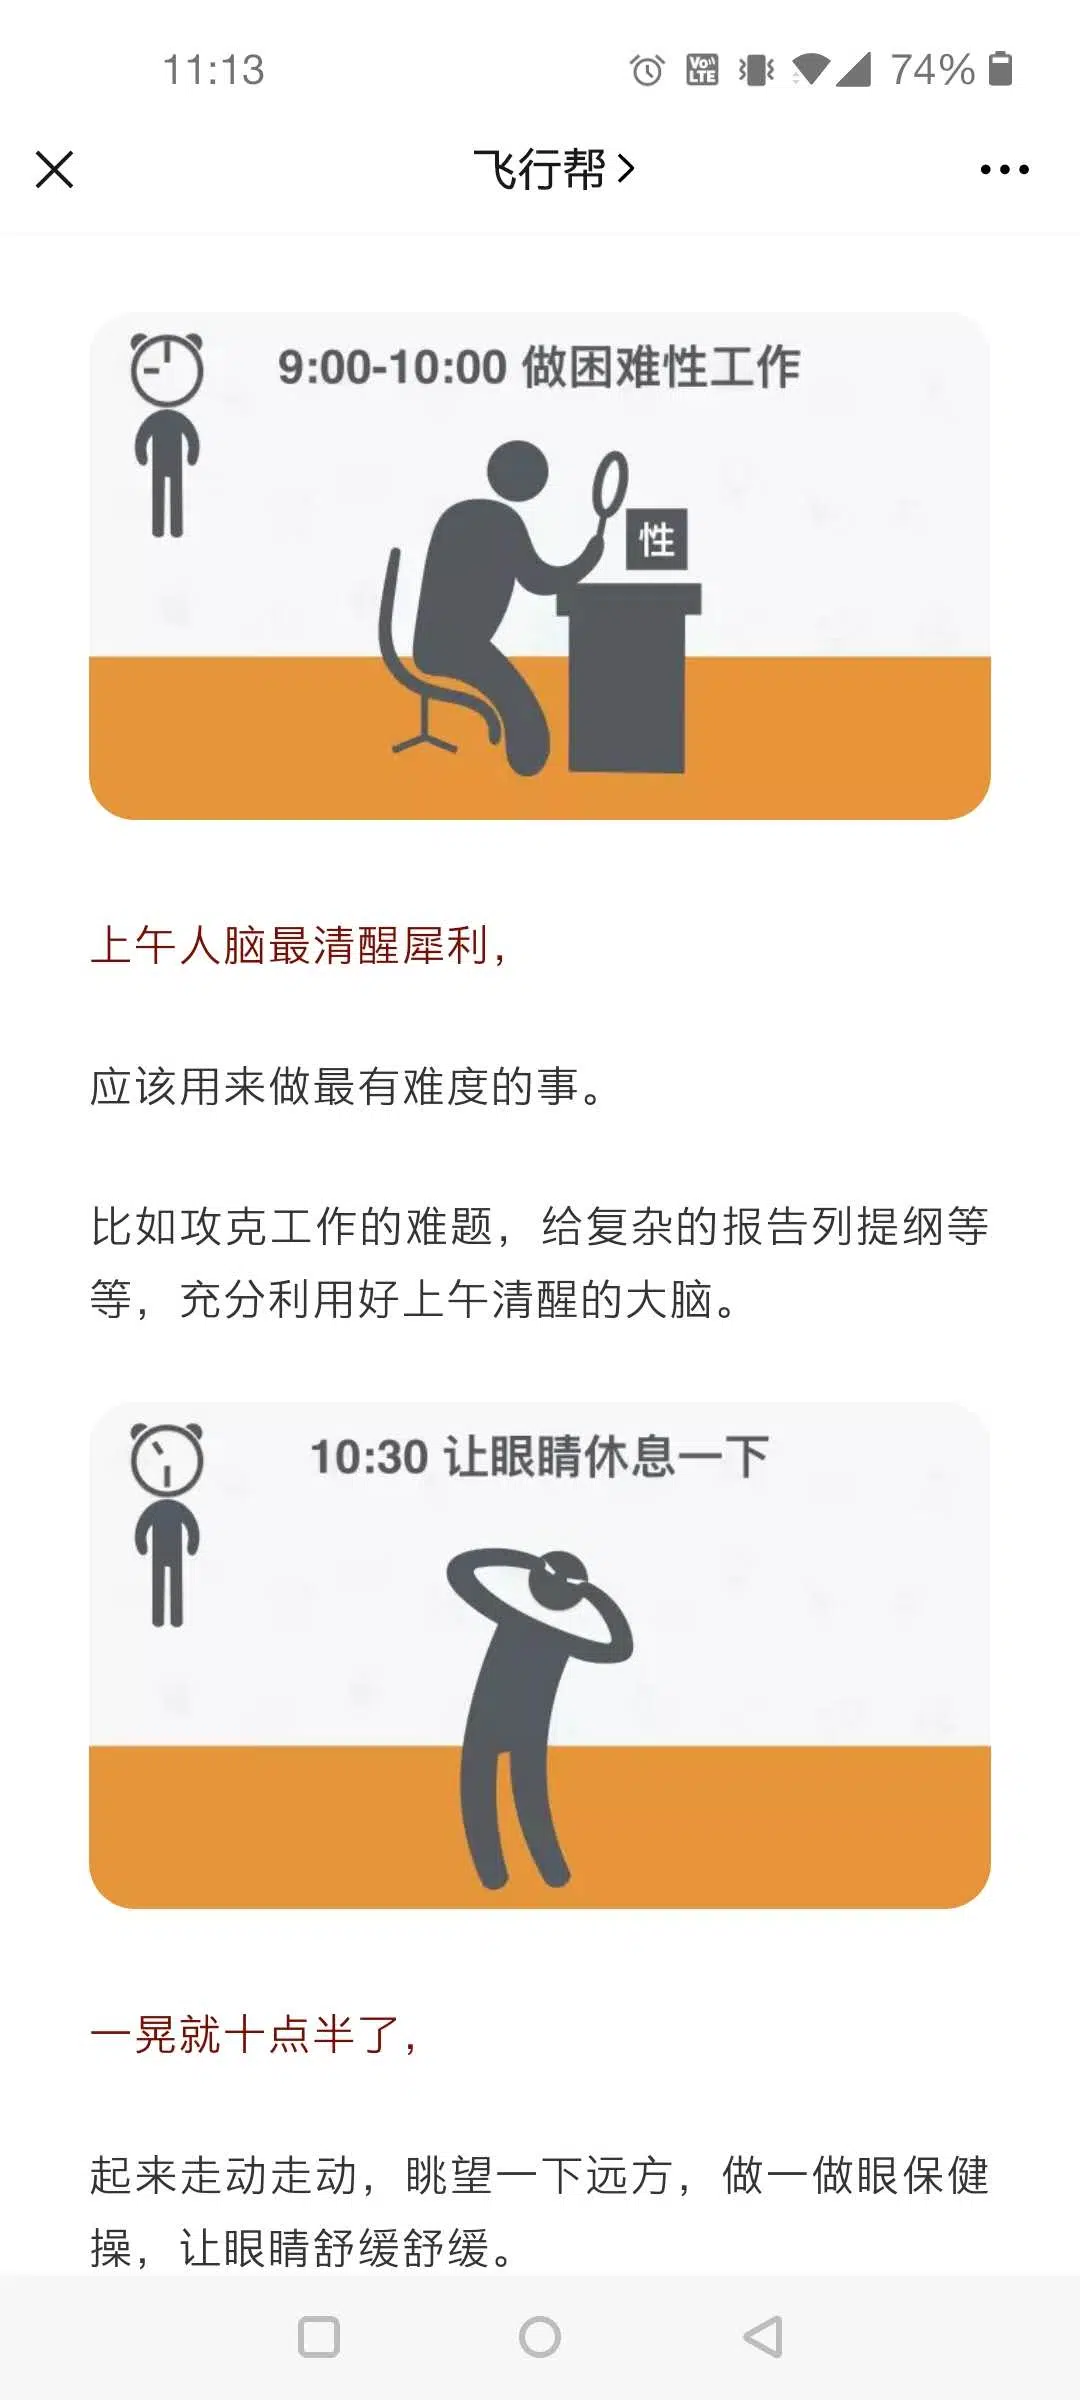 11:13
VoLTE
74%
飞行帮
9:00-10:00 做困难性工作
性
上午人脑最清醒犀利，
应该用来做最有难度的事。
比如攻克工作的难题，给复杂的报告列提纲等
等，充分利用好上午清醒的大脑。
10:30 让眼睛休息一下
一晃就十点半了，
起来走动走动，眺望一下远方，做一做眼保健
操，让眼睛舒缓舒缓。